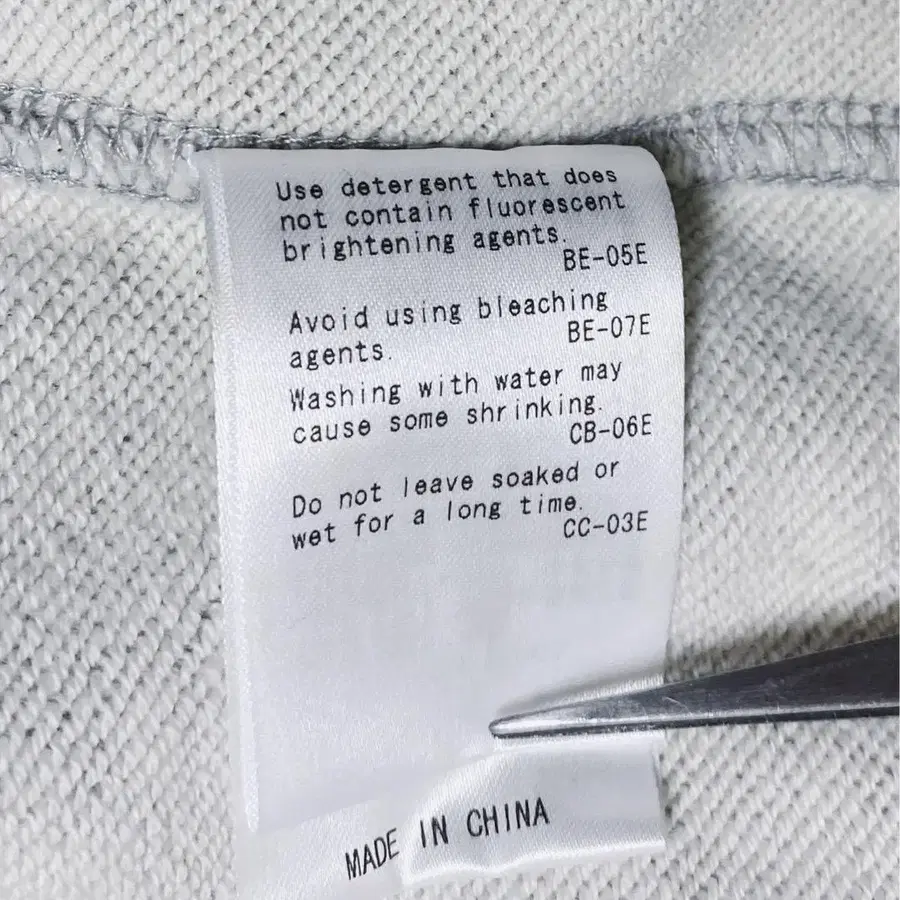 Use detergent that does
not contain fluorescent
brightening agents.
BE-05E
Avoid using bleaching
agents.
BE-07E
Washing with water may
cause some shrinking.
CB-06E
Do not leave soaked or
wet for a long time.
CC-03E
MADE IN CHINA